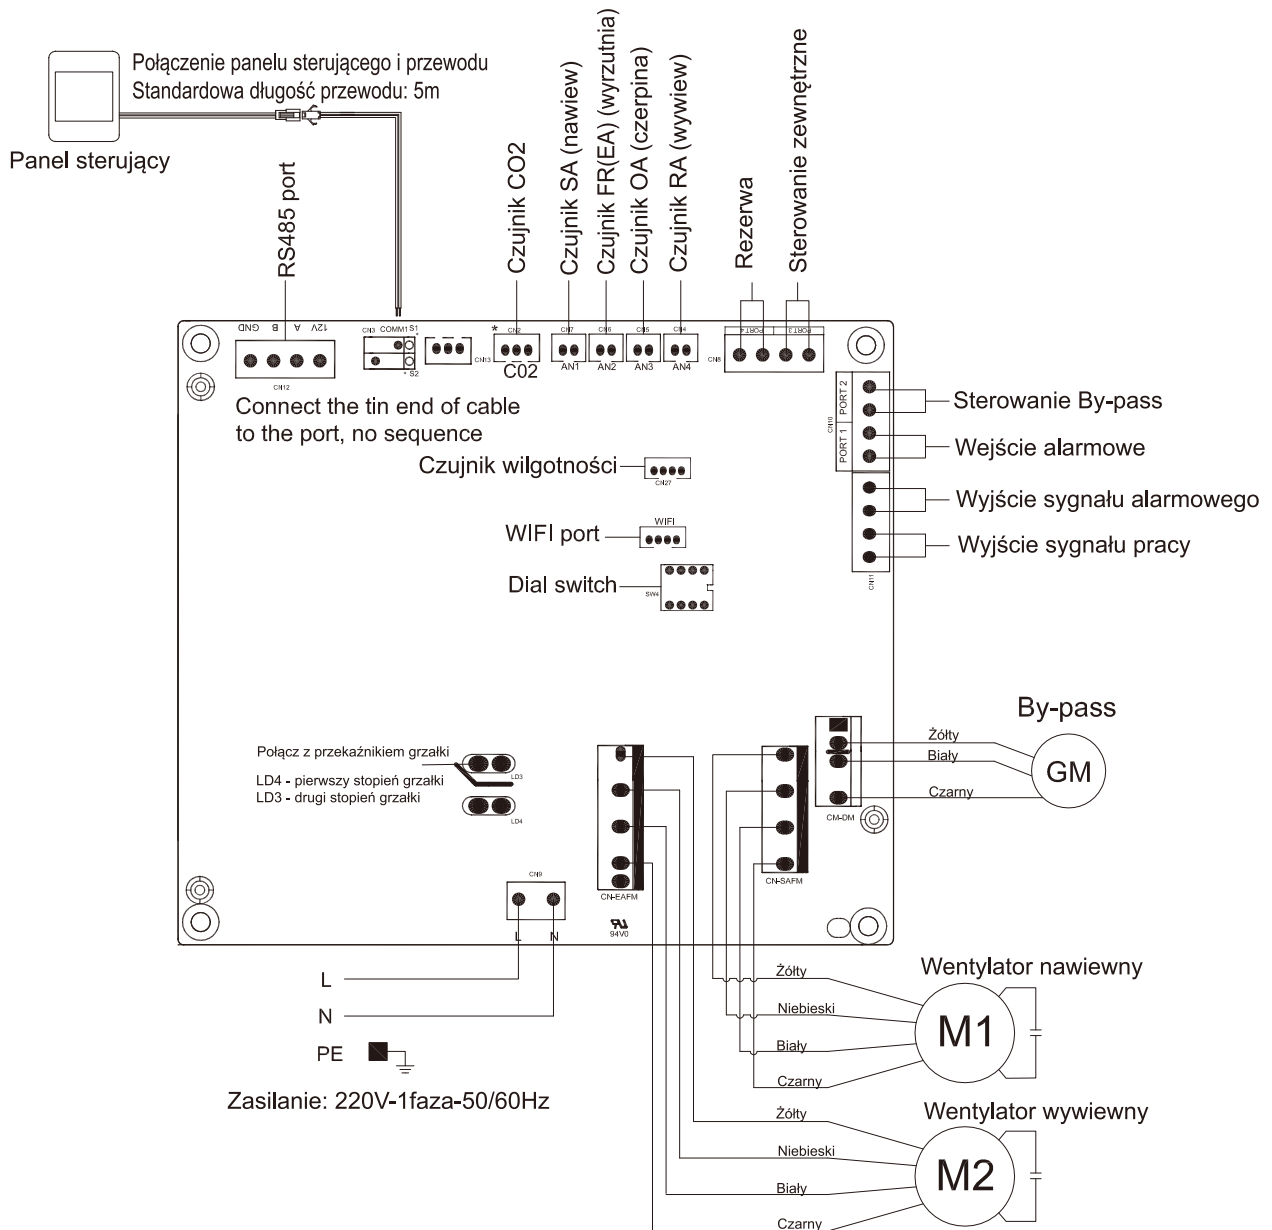 Połączenie panelu sterującego i przewodu
Standardowa długość przewodu: 5m
Panel sterujący
RS485 port
Czujnik CO2
Czujnik SA (nawiew)
Czujnik FR(EA) (wyrzutnia)
Czujnik OA (czerpina)
Czujnik RA (wywiew)
Rezerwa
Sterowanie zewnętrzne
GND
B
A
12V
CN12
CN3
COMM1
S1
* S2
CN13
*
CN2
C02
CN7
AN1
CN6
AN2
CN5
AN3
CN4
AN4
CN8
PORT4
PORT3
Connect the tin end of cable
to the port, no sequence
PORT 2
PORT 1
CN10
Sterowanie By-pass
Wejście alarmowe
Wyjście sygnału alarmowego
Wyjście sygnału pracy
CN11
Czujnik wilgotności
CN27
WIFI port
WIFI
Dial switch
SW4
By-pass
Żółty
Biały
Czarny
GM
CM-DM
Połącz z przekaźnikiem grzałki
LD4 - pierwszy stopień grzałki
LD3 - drugi stopień grzałki
LD3
LD4
CN9
L
N
CN-EAFM
94V0
CN-SAFM
L
N
PE
Zasilanie: 220V-1faza-50/60Hz
Wentylator nawiewny
Żółty
Niebieski
Biały
Czarny
M1
Wentylator wywiewny
Żółty
Niebieski
Biały
Czarny
M2